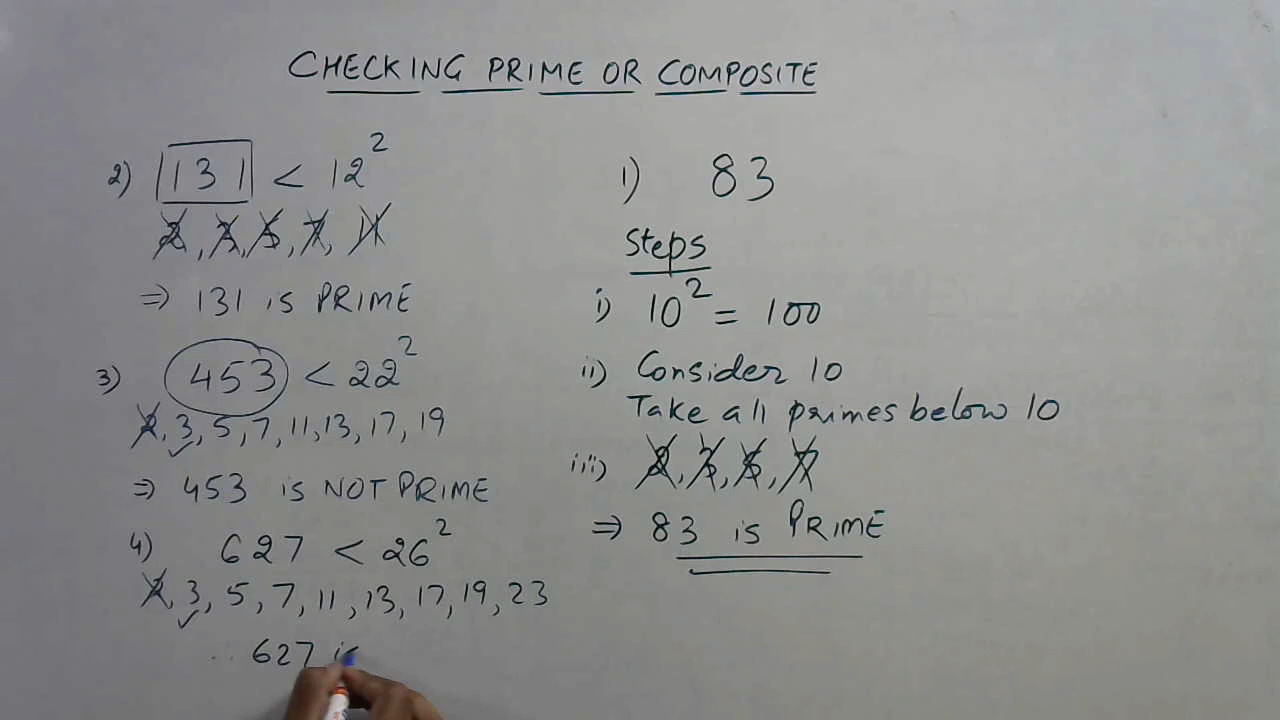 CHECKING PRIME OR COMPOSITE
2) 131 < 12²
2, 3, 5, 7, 11
⇒ 131 is PRIME
3) 453 < 22²
2, 3, 5, 7, 11, 13, 17, 19
⇒ 453 is NOT PRIME
4) 627 < 26²
2, 3, 5, 7, 11, 13, 17, 19, 23
627 is
1) 83
Steps
i) 10² = 100
ii) Consider 10
Take all primes below 10
iii) 2, 3, 5, 7
⇒ 83 is PRIME